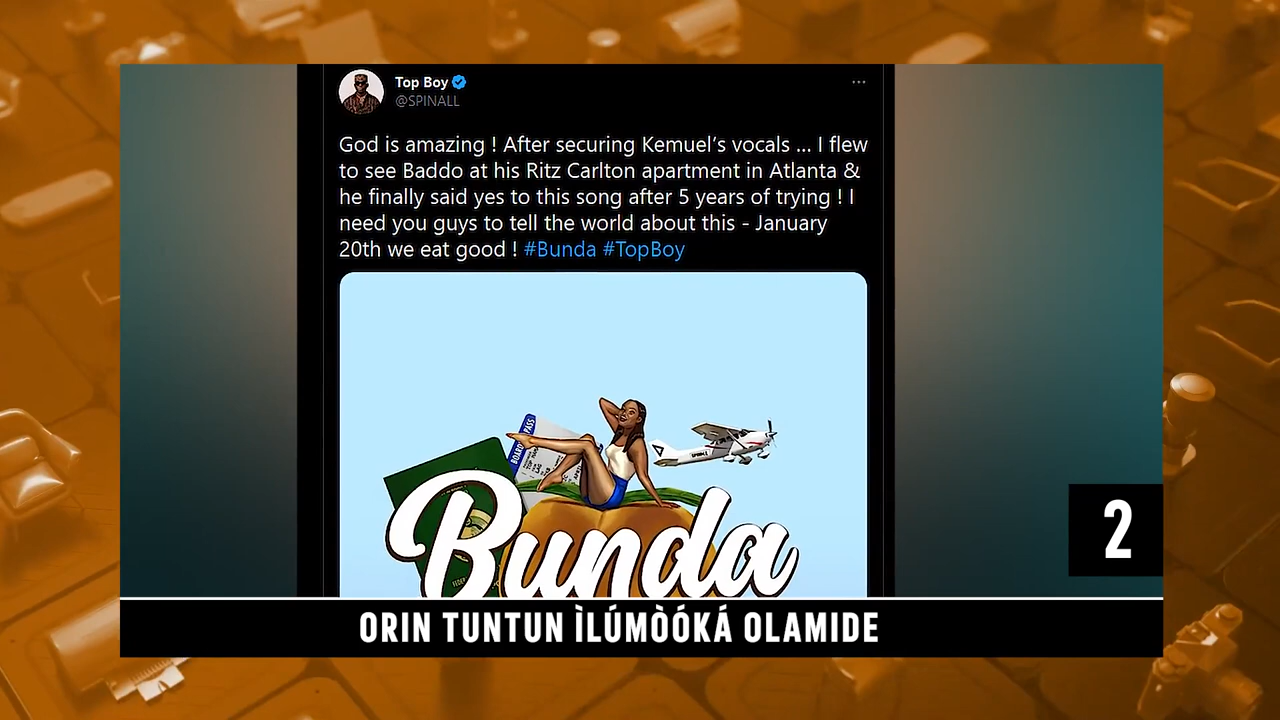 Top Boy
@SPINALL
God is amazing ! After securing Kemuel’s vocals ... I flew
to see Baddo at his Ritz Carlton apartment in Atlanta &
he finally said yes to this song after 5 years of trying ! I
need you guys to tell the world about this - January
20th we eat good ! #Bunda #TopBoy
Bunda
2
ORIN TUNTUN ÌLÚMÒÓKÁ OLAMIDE